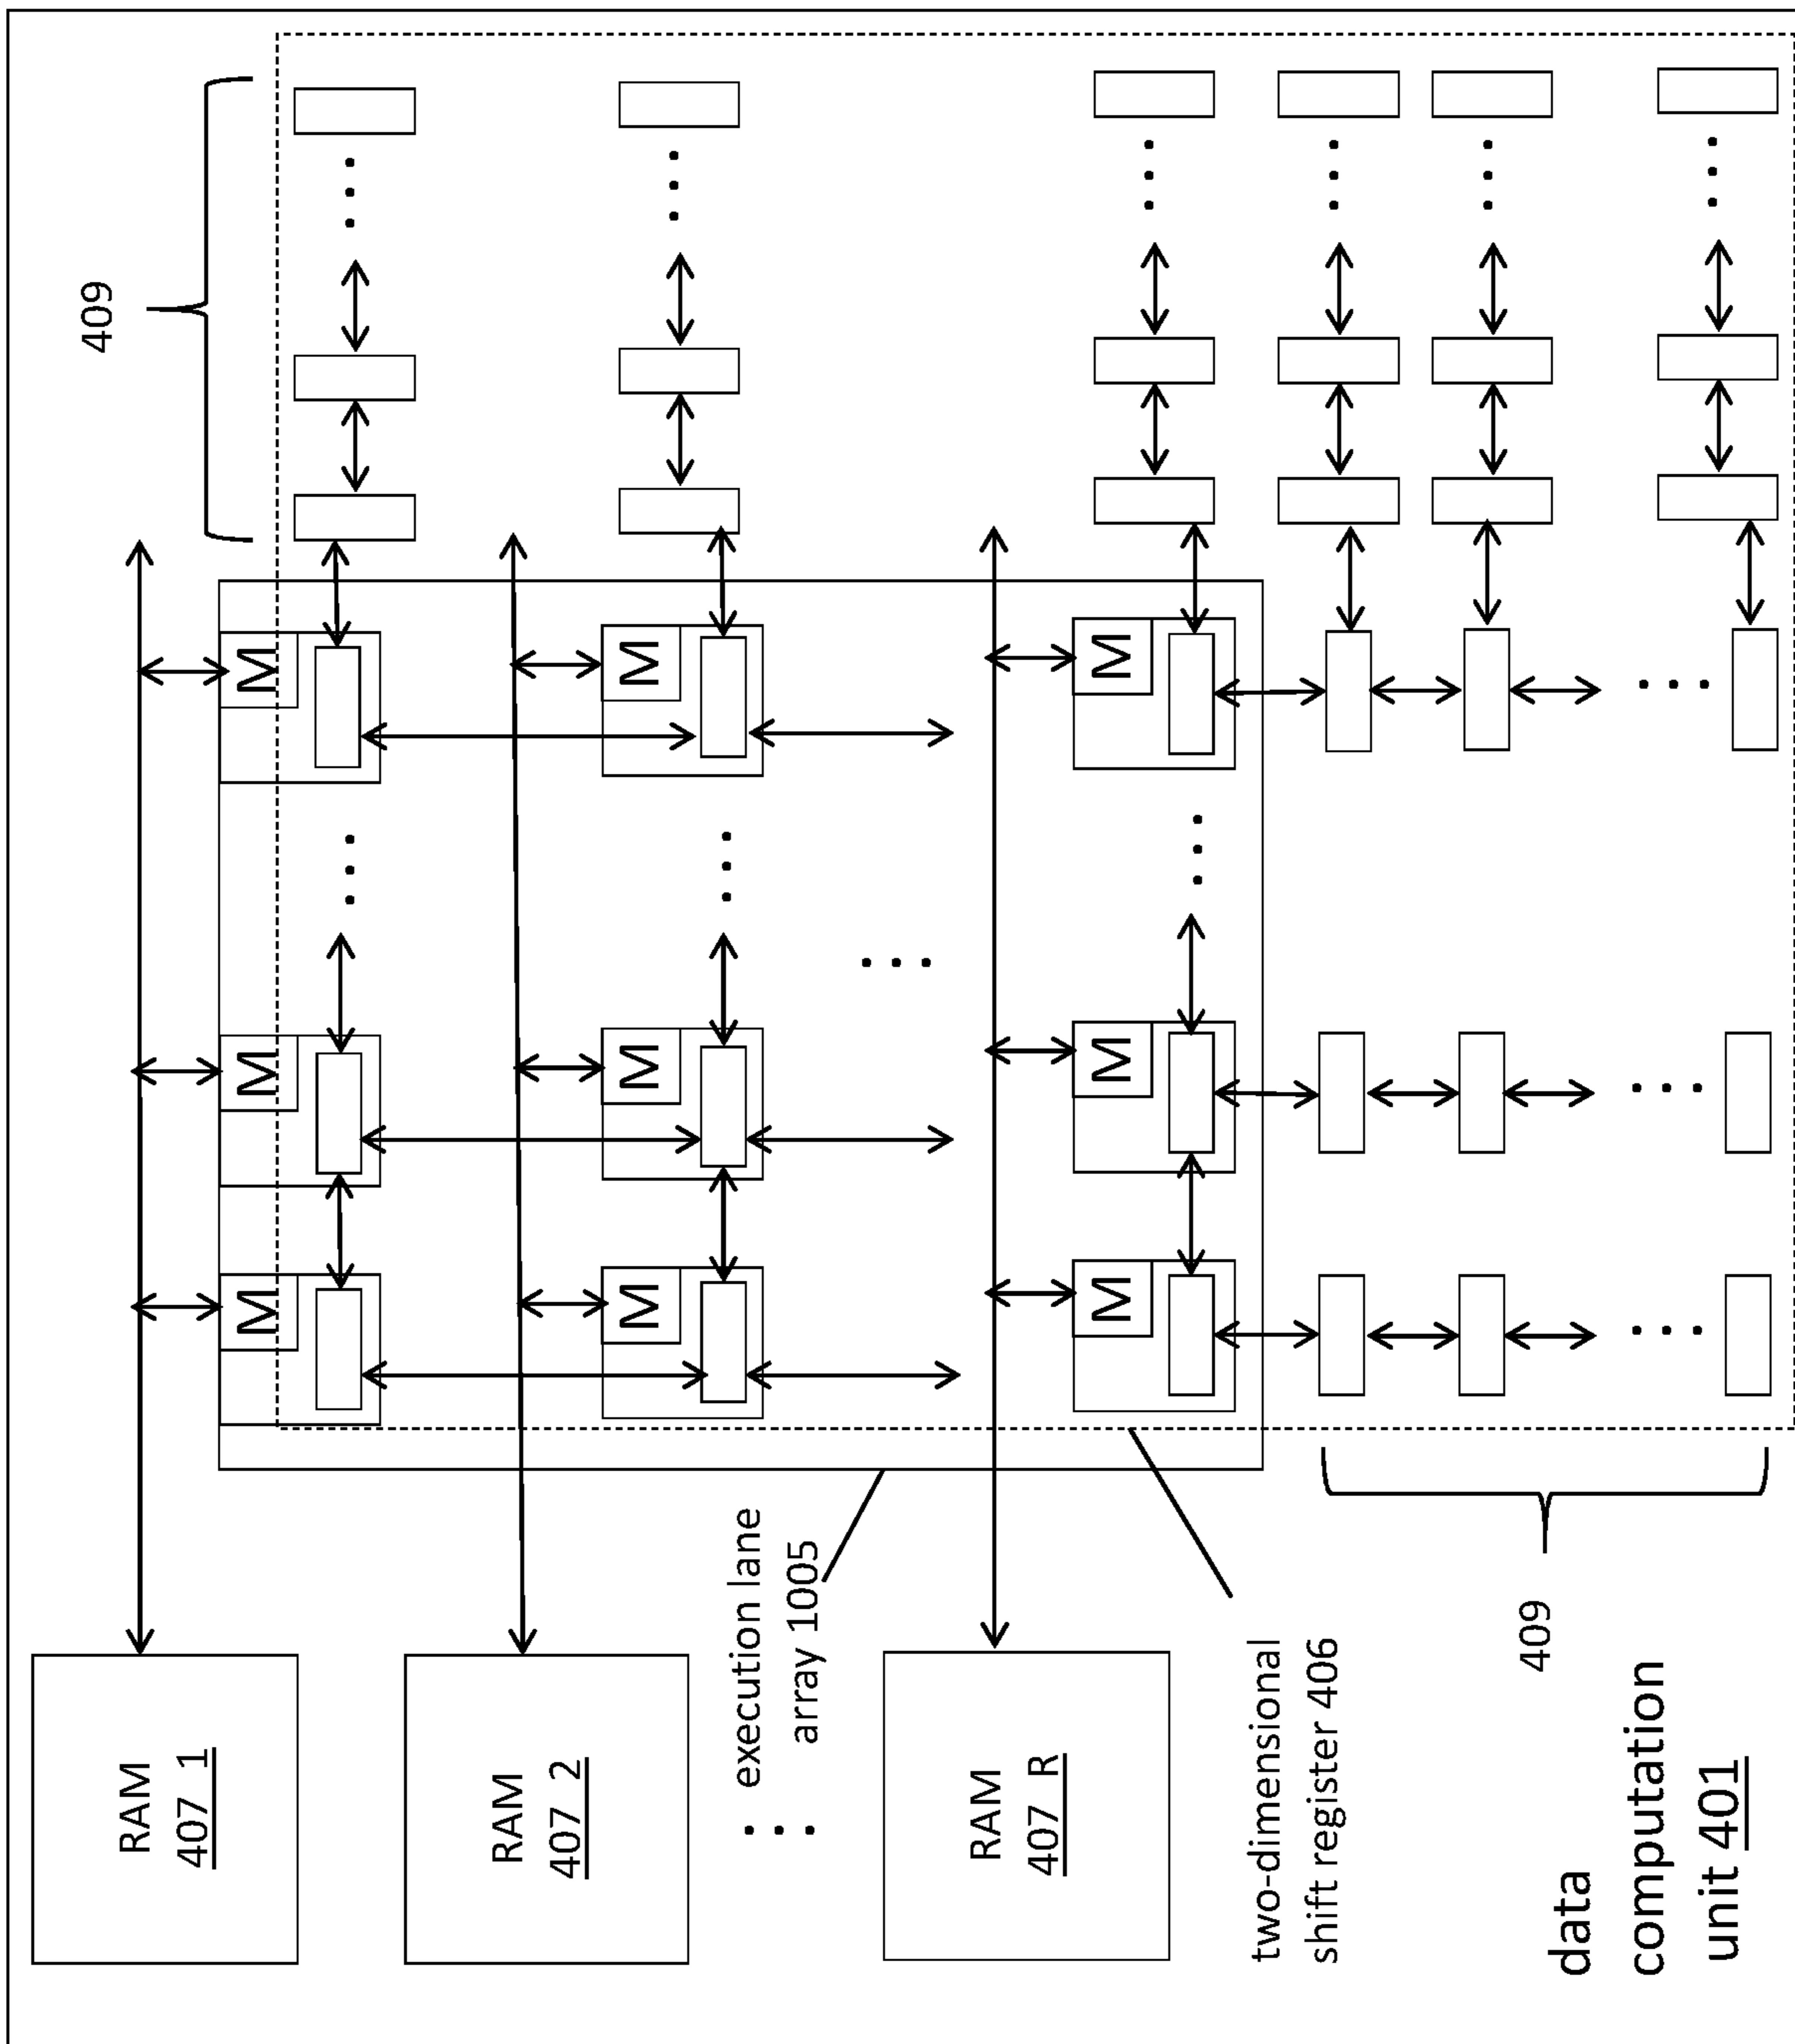 409
RAM
407_1
M M M
RAM
407_2
M M M
execution lane
array 1005
RAM
407_R
M M M
two-dimensional
shift register 406
409
data
computation
unit 401